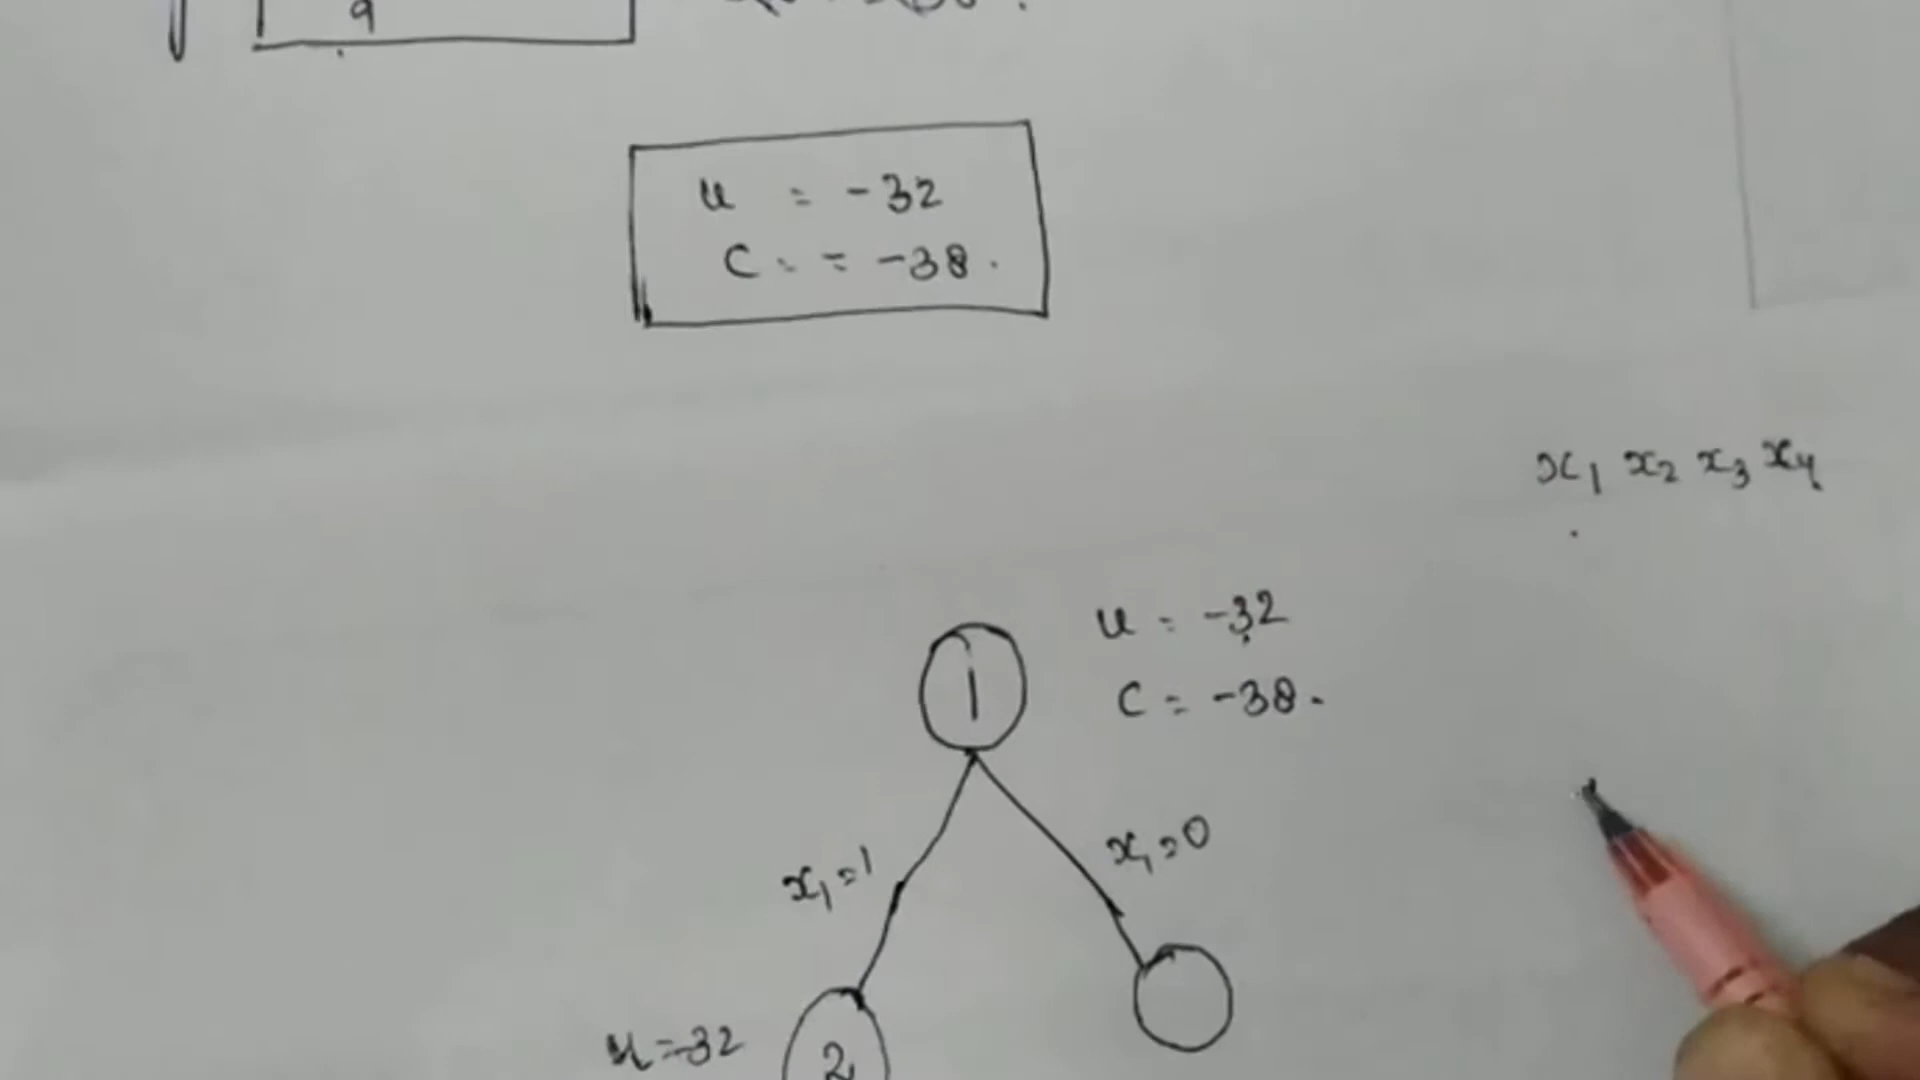 9
u = -32
C = -38.
x₁ x₂ x₃ x₄
u = -32
C = -38.
1
x₁=1
x₁=0
u=-32
2